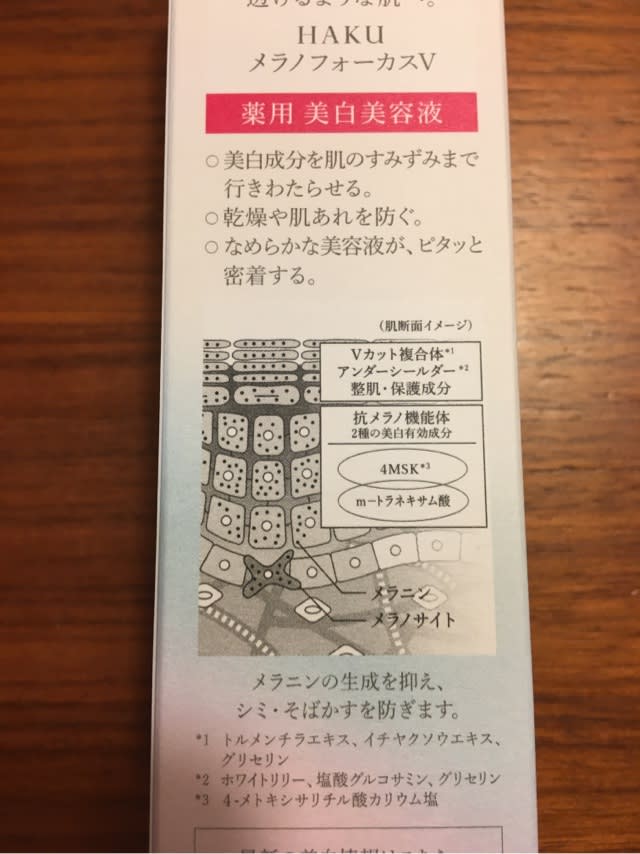 透けるような肌へ。
HAKU
メラノフォーカスV
薬用 美白美容液
○美白成分を肌のすみずみまで
行きわたらせる。
○乾燥や肌あれを防ぐ。
○なめらかな美容液が、ピタッと
密着する。
(肌断面イメージ)
Vカット複合体*1
アンダーシールダー*2
整肌・保護成分
抗メラノ機能体
2種の美白有効成分
4MSK*3
m-トラネキサム酸
メラニン
メラノサイト
メラニンの生成を抑え、
シミ・そばかすを防ぎます。
*1 トルメンチラエキス、イチヤクソウエキス、
グリセリン
*2 ホワイトリリー、塩酸グルコサミン、グリセリン
*3 4-メトキシサリチル酸カリウム塩